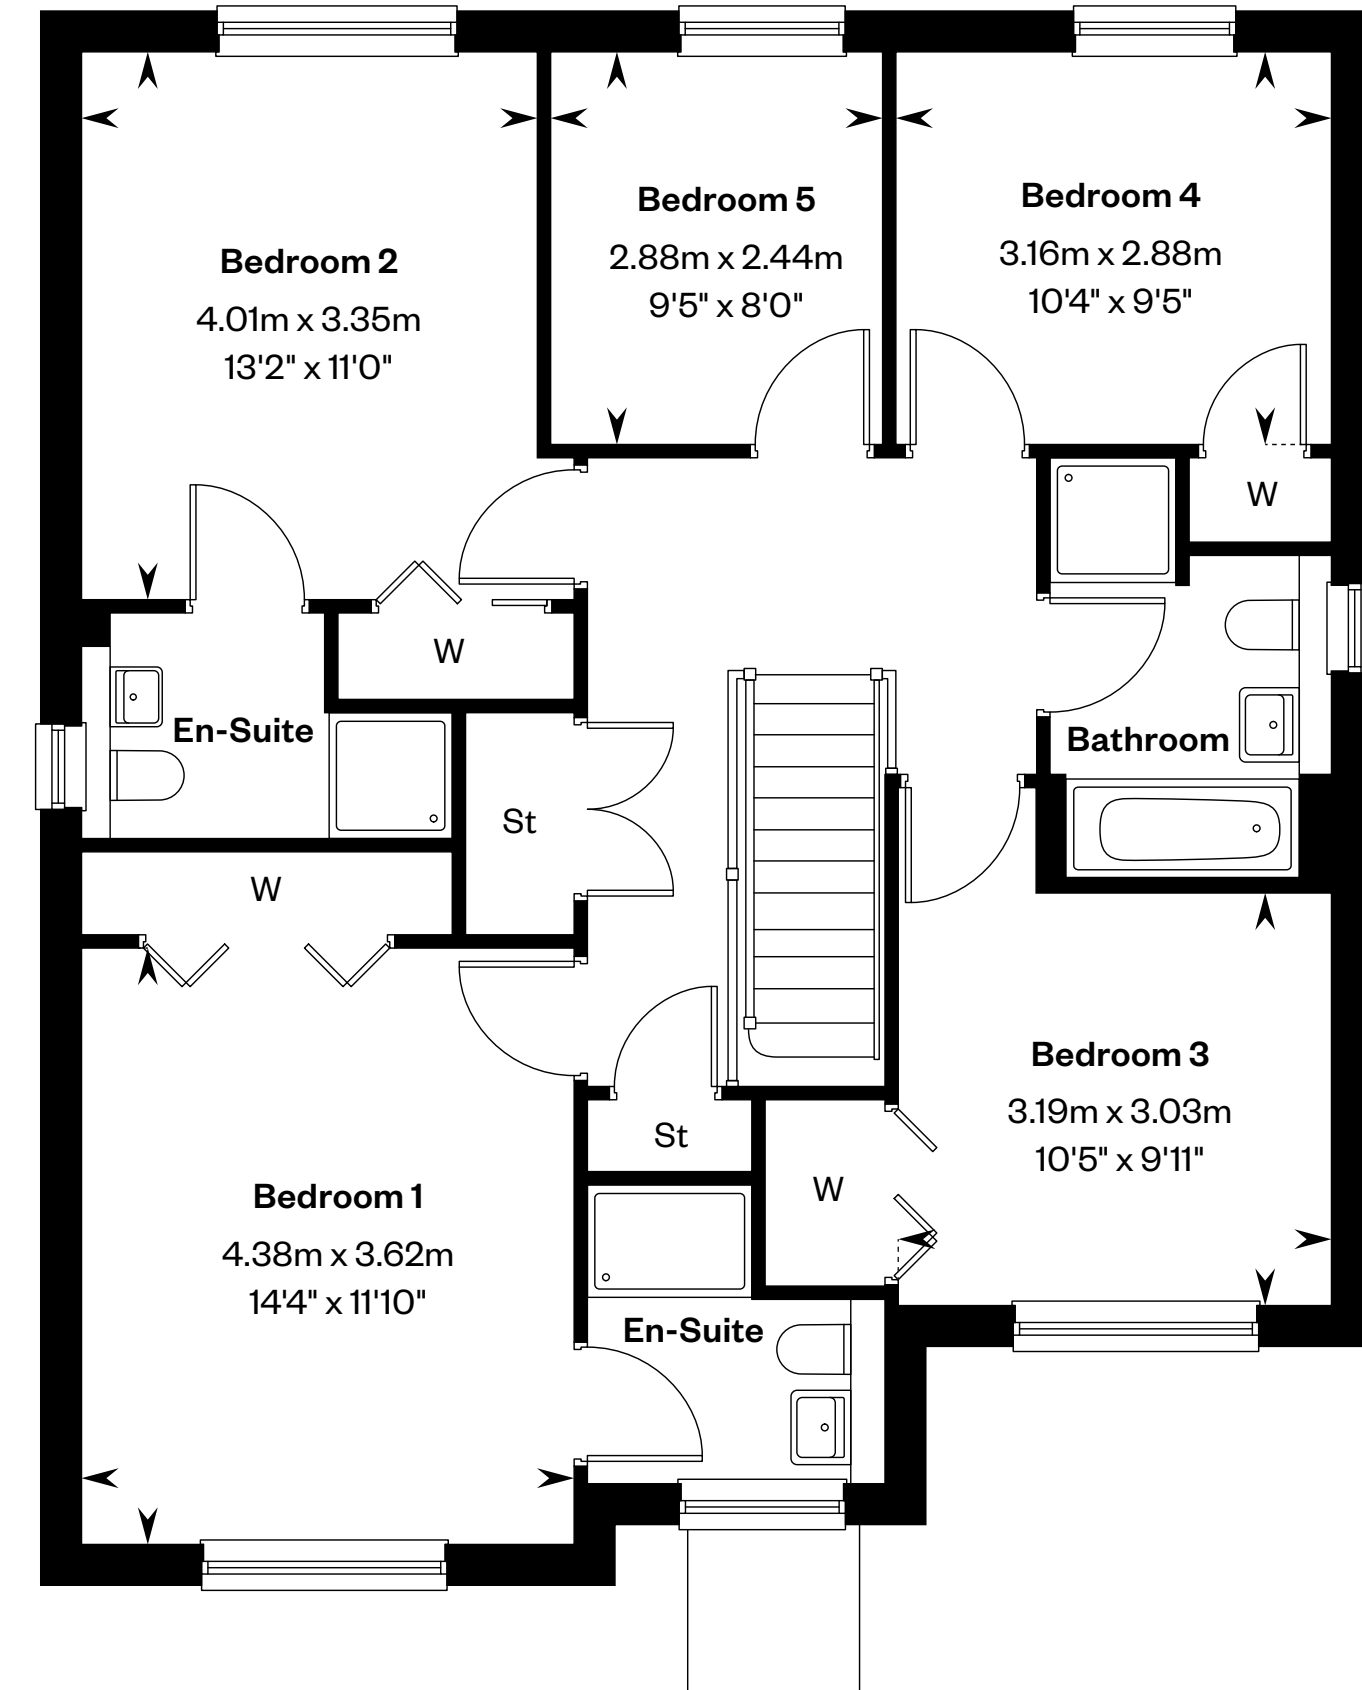 Bedroom 2
4.01m x 3.35m
13'2" x 11'0"
Bedroom 5
2.88m x 2.44m
9'5" x 8'0"
Bedroom 4
3.16m x 2.88m
10'4" x 9'5"
W
W
En-Suite
Bathroom
St
W
Bedroom 3
3.19m x 3.03m
10'5" x 9'11"
St
W
Bedroom 1
4.38m x 3.62m
14'4" x 11'10"
En-Suite